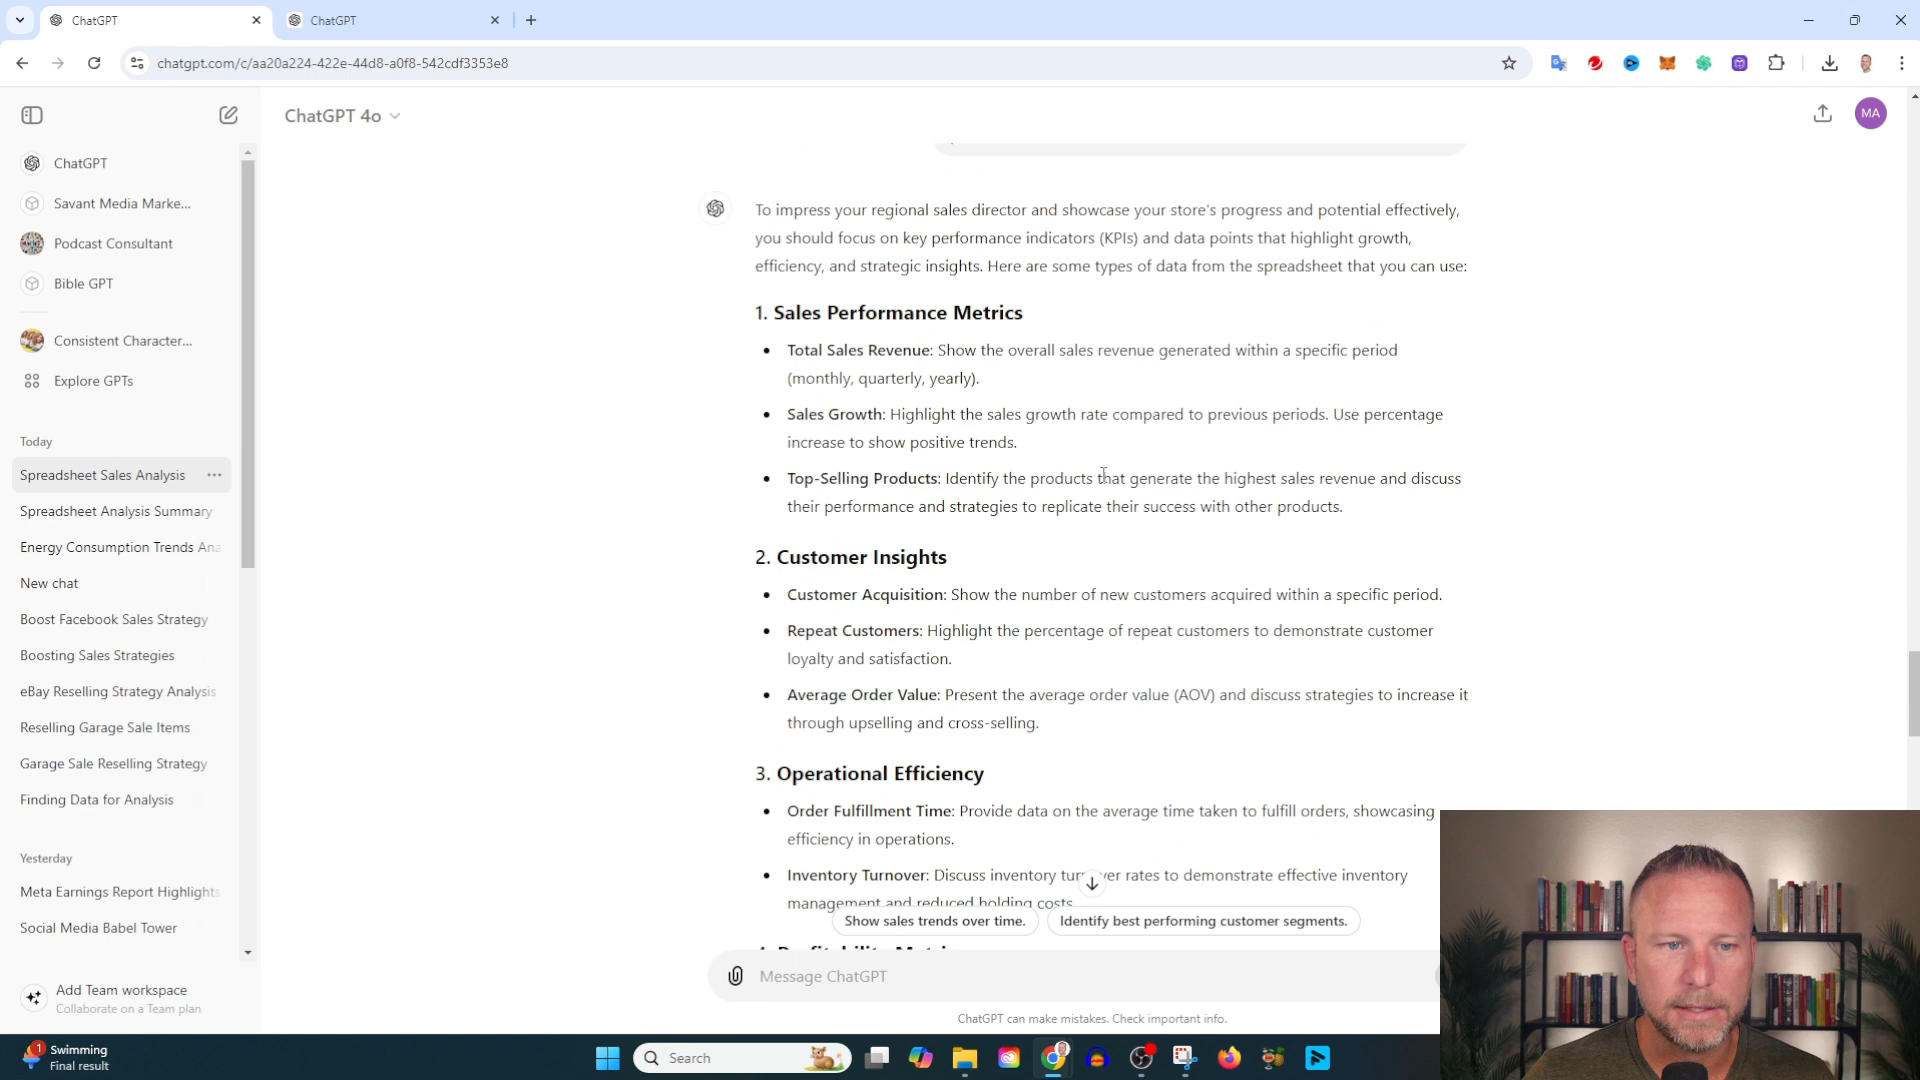 ChatGPT
ChatGPT
chatgpt.com/c/aa20a224-422e-44d8-a0f8-542cdf3353e8
ChatGPT 4o
MA
ChatGPT
Savant Media Marke...
Podcast Consultant
Bible GPT
Consistent Character...
Explore GPTs
Today
Spreadsheet Sales Analysis
Spreadsheet Analysis Summary
Energy Consumption Trends Ana
New chat
Boost Facebook Sales Strategy
Boosting Sales Strategies
eBay Reselling Strategy Analysis
Reselling Garage Sale Items
Garage Sale Reselling Strategy
Finding Data for Analysis
Yesterday
Meta Earnings Report Highlights
Social Media Babel Tower
Add Team workspace
Collaborate on a Team plan
To impress your regional sales director and showcase your store's progress and potential effectively,
you should focus on key performance indicators (KPIs) and data points that highlight growth,
efficiency, and strategic insights. Here are some types of data from the spreadsheet that you can use:
1. Sales Performance Metrics
• Total Sales Revenue: Show the overall sales revenue generated within a specific period
(monthly, quarterly, yearly).
• Sales Growth: Highlight the sales growth rate compared to previous periods. Use percentage
increase to show positive trends.
• Top-Selling Products: Identify the products that generate the highest sales revenue and discuss
their performance and strategies to replicate their success with other products.
2. Customer Insights
• Customer Acquisition: Show the number of new customers acquired within a specific period.
• Repeat Customers: Highlight the percentage of repeat customers to demonstrate customer
loyalty and satisfaction.
• Average Order Value: Present the average order value (AOV) and discuss strategies to increase it
through upselling and cross-selling.
3. Operational Efficiency
• Order Fulfillment Time: Provide data on the average time taken to fulfill orders, showcasing
efficiency in operations.
• Inventory Turnover: Discuss inventory turnover rates to demonstrate effective inventory
management and reduced holding costs.
Show sales trends over time.
Identify best performing customer segments.
Message ChatGPT
ChatGPT can make mistakes. Check important info.
1
Swimming
Final result
Search